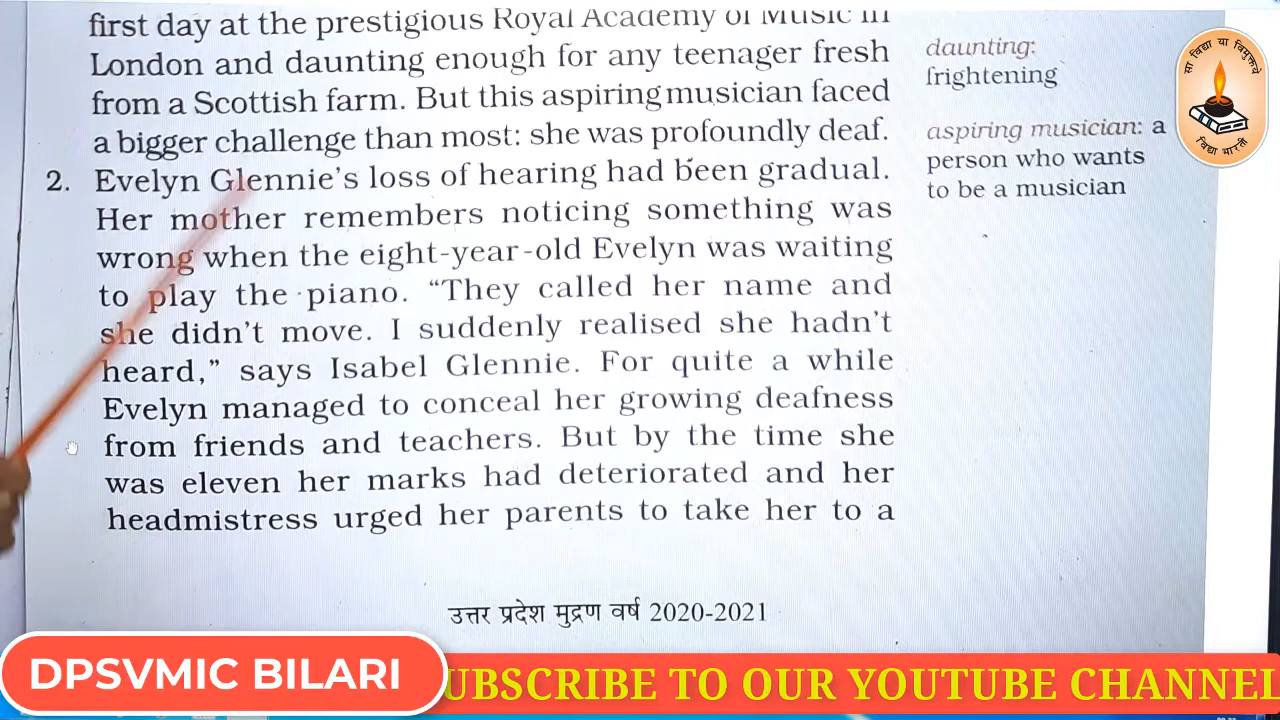 first day at the prestigious Royal Academy of Music in
London and daunting enough for any teenager fresh
from a Scottish farm. But this aspiring musician faced
a bigger challenge than most: she was profoundly deaf.
2. Evelyn Glennie's loss of hearing had been gradual.
Her mother remembers noticing something was
wrong when the eight-year-old Evelyn was waiting
to play the piano. “They called her name and
she didn't move. I suddenly realised she hadn't
heard,” says Isabel Glennie. For quite a while
Evelyn managed to conceal her growing deafness
from friends and teachers. But by the time she
was eleven her marks had deteriorated and her
headmistress urged her parents to take her to a
daunting:
frightening
aspiring musician: a
person who wants
to be a musician
सा विद्या या विमुक्तये
विद्या भारती
उत्तर प्रदेश मुद्रण वर्ष 2020-2021
DPSVMIC BILARI
UBSCRIBE TO OUR YOUTUBE CHANNEL